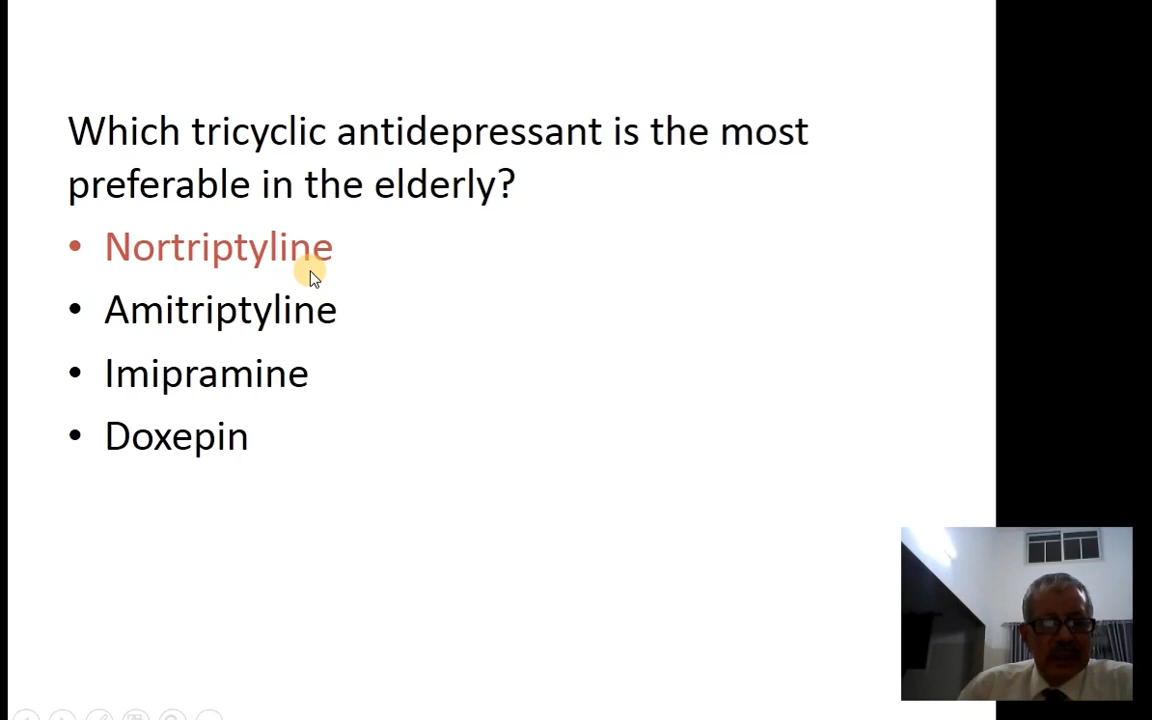 Which tricyclic antidepressant is the most
preferable in the elderly?
• Nortriptyline
• Amitriptyline
• Imipramine
• Doxepin